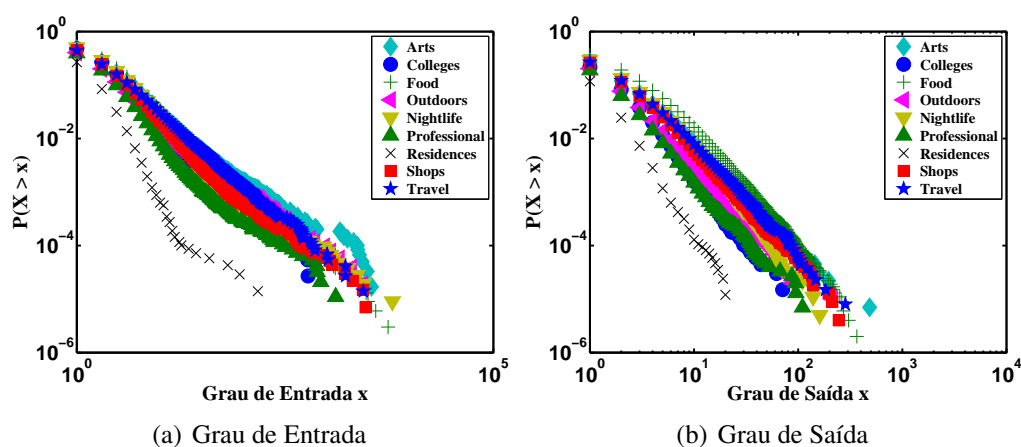 P(X > x)
10^0
10^-2
10^-4
10^-6
10^0
10^5
Grau de Entrada x
Arts
Colleges
Food
Outdoors
Nightlife
Professional
Residences
Shops
Travel
(a) Grau de Entrada
P(X > x)
10^0
10^-2
10^-4
10^-6
10^0
10^1
10^2
10^3
10^4
Grau de Saída x
Arts
Colleges
Food
Outdoors
Nightlife
Professional
Residences
Shops
Travel
(b) Grau de Saída